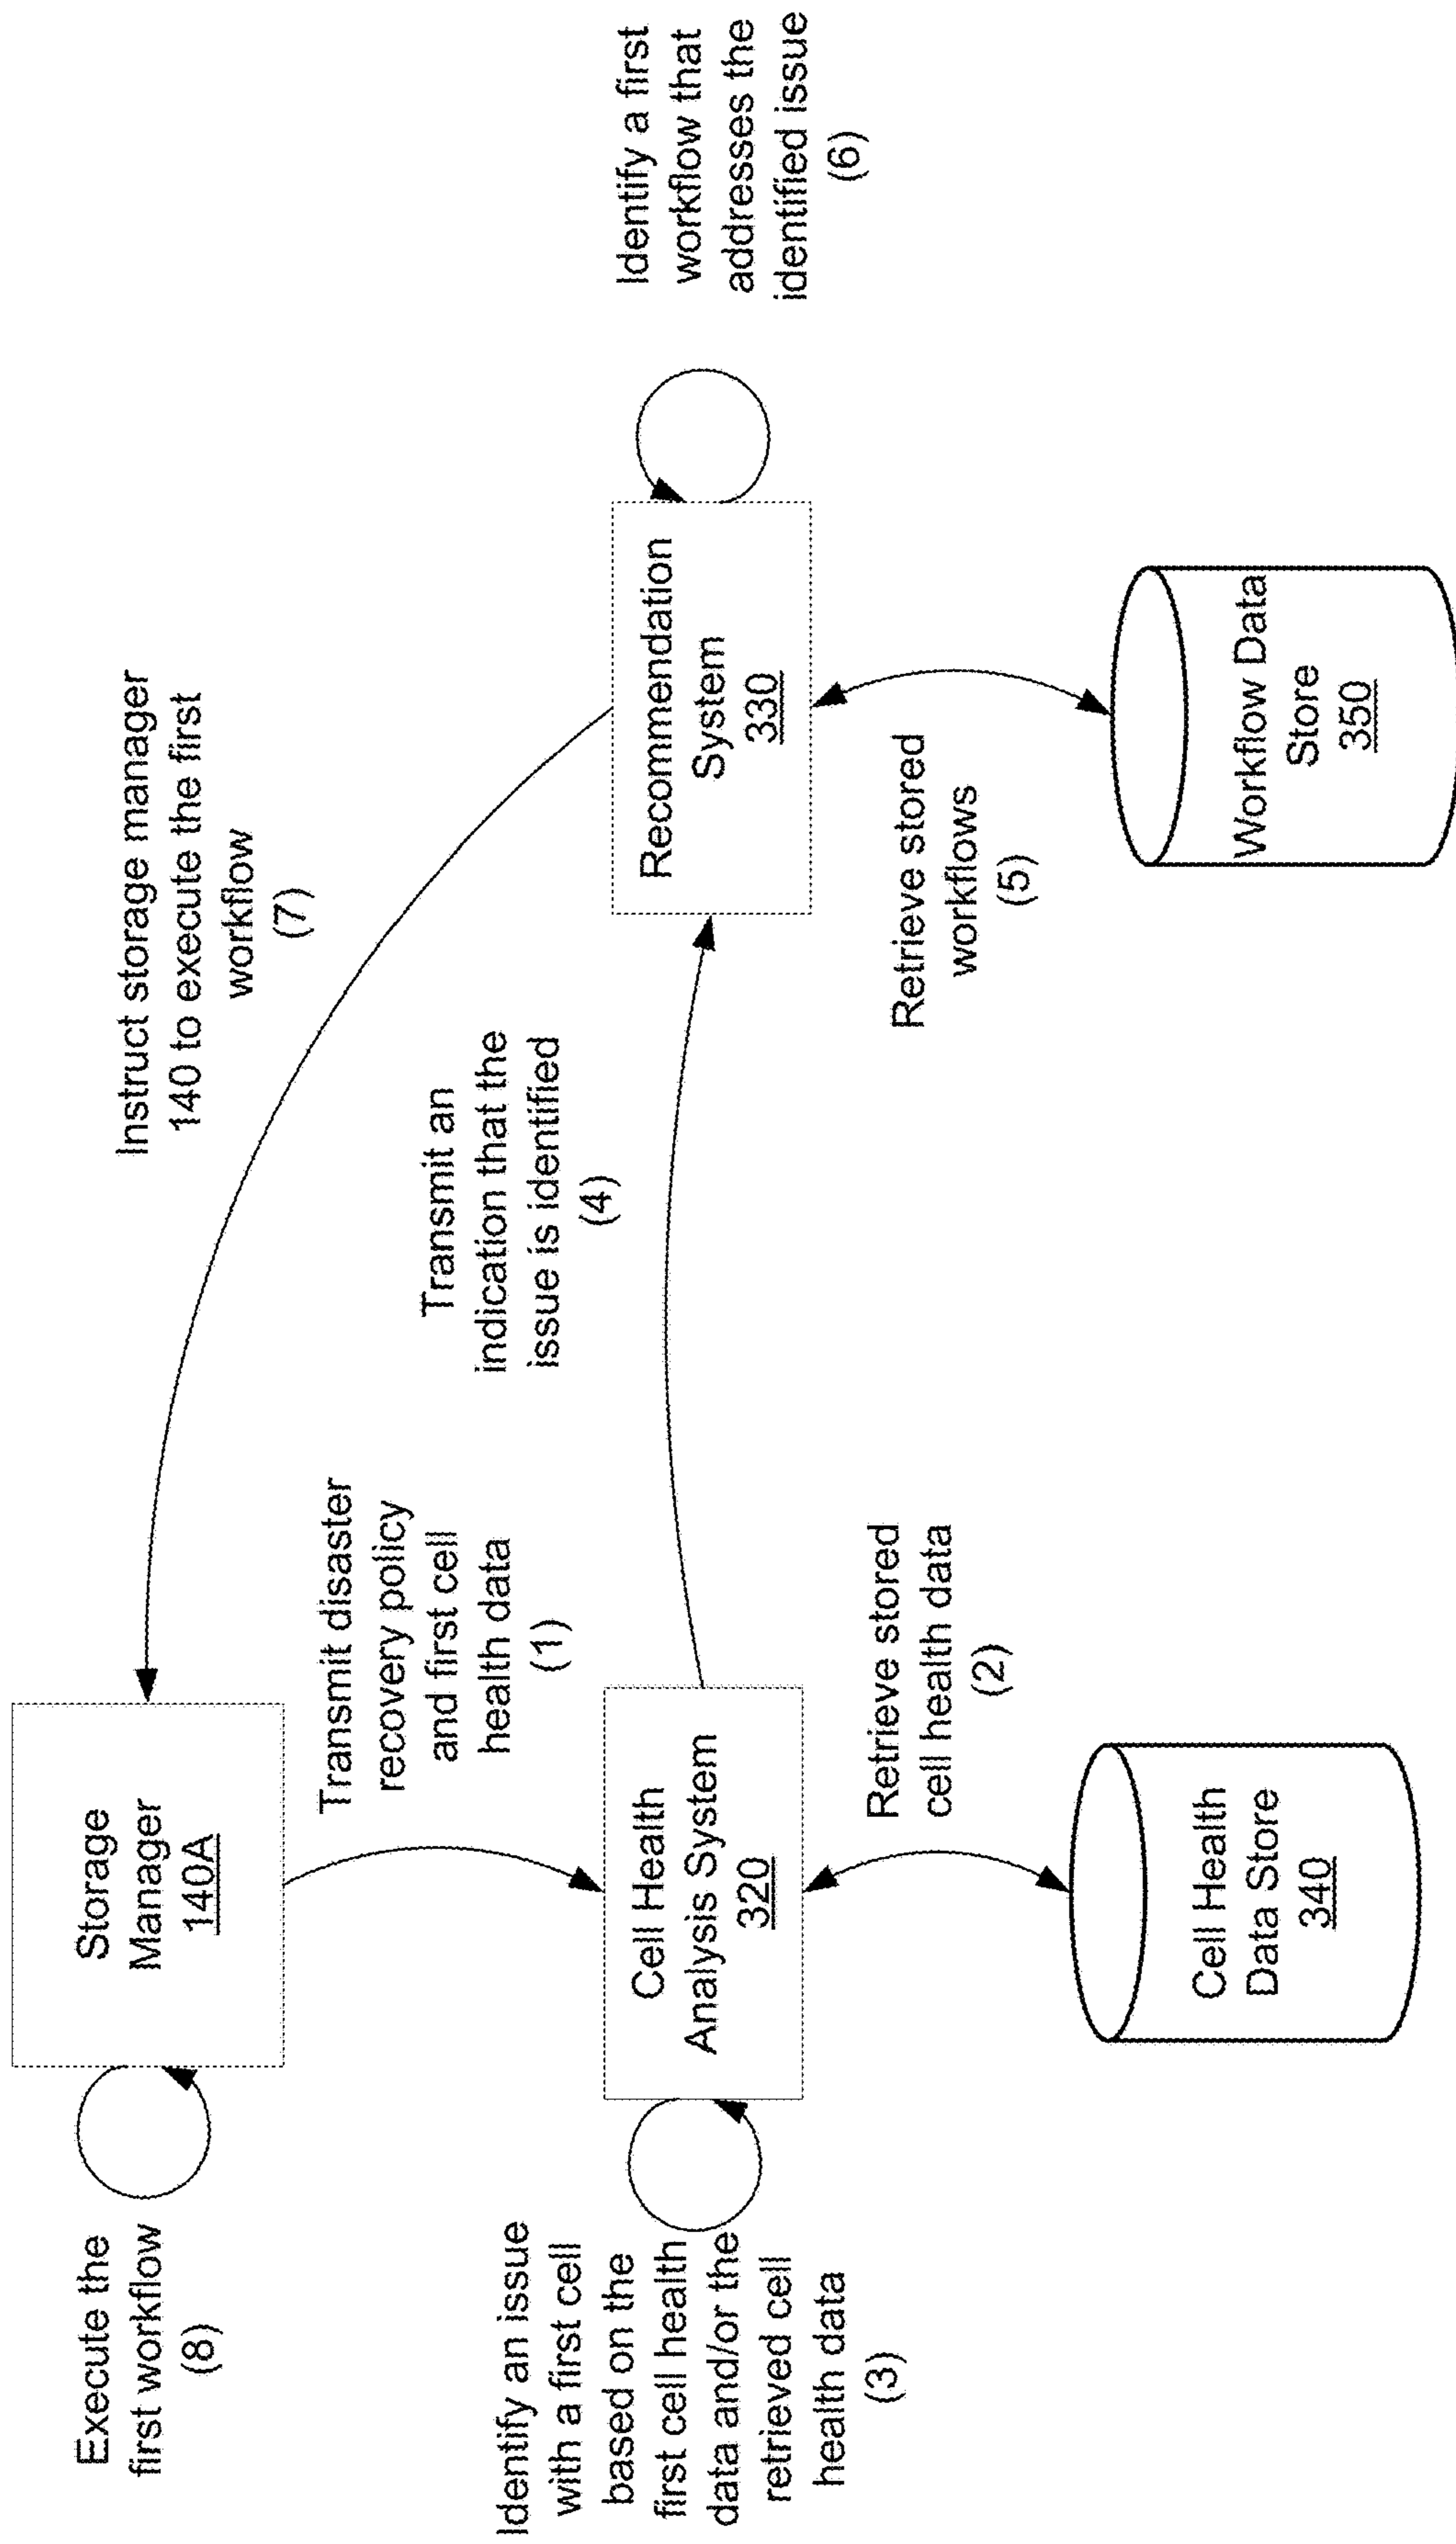 Execute the
first workflow
(8)
Storage
Manager
140A
Instruct storage manager
140 to execute the first
workflow
(7)
Transmit disaster
recovery policy
and first cell
health data
(1)
Transmit an
indication that the
issue is identified
(4)
Identify an issue
with a first cell
based on the
first cell health
data and/or the
retrieved cell
health data
(3)
Cell Health
Analysis System
320
Recommendation
System
330
Identify a first
workflow that
addresses the
identified issue
(6)
Retrieve stored
cell health data
(2)
Retrieve stored
workflows
(5)
Cell Health
Data Store
340
Workflow Data
Store
350